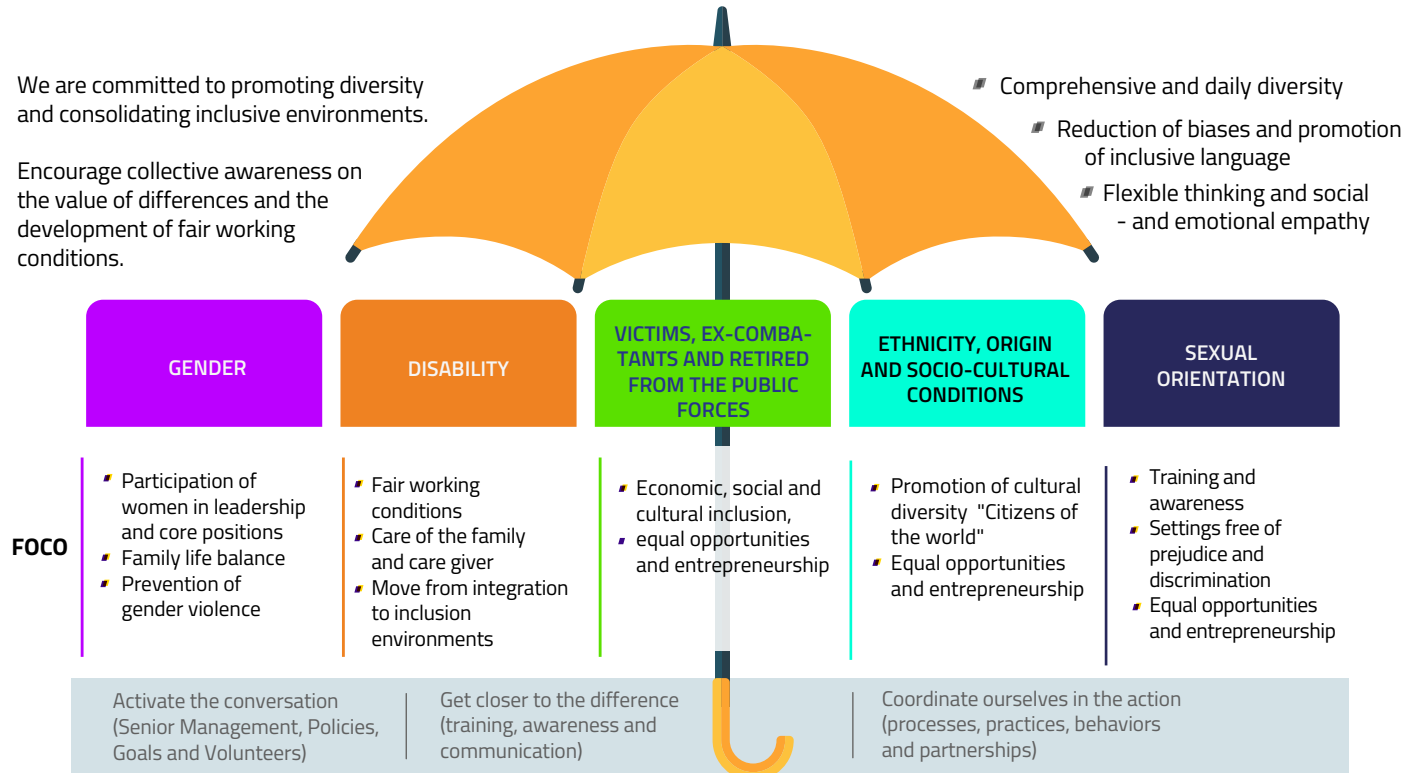 We are committed to promoting diversity
and consolidating inclusive environments.
Encourage collective awareness on
the value of differences and the
development of fair working
conditions.
Comprehensive and daily diversity
Reduction of biases and promotion
of inclusive language
Flexible thinking and social
- and emotional empathy
GENDER
DISABILITY
VICTIMS, EX-COMBA-
TANTS AND RETIRED
FROM THE PUBLIC
FORCES
ETHNICITY, ORIGIN
AND SOCIO-CULTURAL
CONDITIONS
SEXUAL
ORIENTATION
FOCO
Participation of
women in leadership
and core positions
Family life balance
Prevention of
gender violence
Fair working
conditions
Care of the family
and care giver
Move from integration
to inclusion
environments
Economic, social and
cultural inclusion,
equal opportunities
and entrepreneurship
Promotion of cultural
diversity "Citizens of
the world"
Equal opportunities
and entrepreneurship
Training and
awareness
Settings free of
prejudice and
discrimination
Equal opportunities
and entrepreneurship
Activate the conversation
(Senior Management, Policies,
Goals and Volunteers)
Get closer to the difference
(training, awareness and
communication)
Coordinate ourselves in the action
(processes, practices, behaviors
and partnerships)